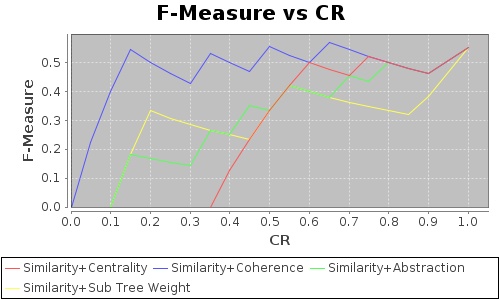 F-Measure vs CR
F-Measure
0.5
0.4
0.3
0.2
0.1
0.0
0.0 0.1 0.2 0.3 0.4 0.5 0.6 0.7 0.8 0.9 1.0
CR
Similarity+Centrality Similarity+Coherence Similarity+Abstraction
Similarity+Sub Tree Weight